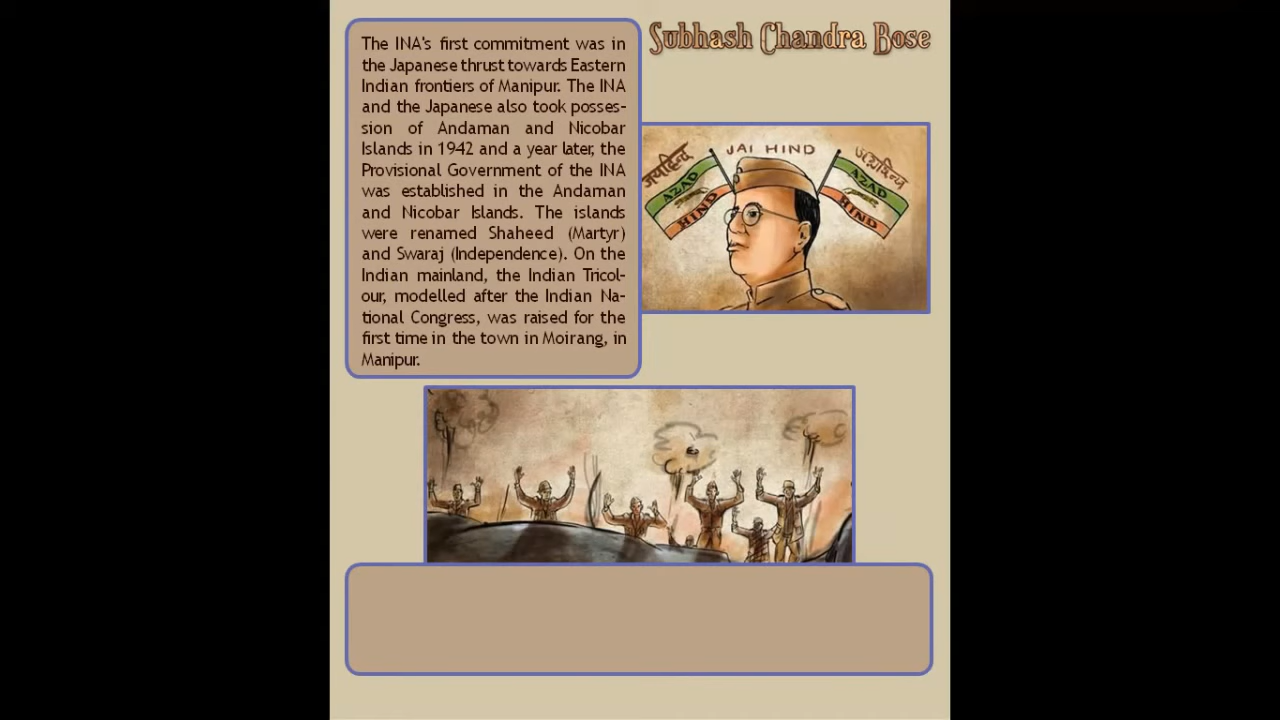 Subhash Chandra Bose
The INA's first commitment was in
the Japanese thrust towards Eastern
Indian frontiers of Manipur. The INA
and the Japanese also took posses-
sion of Andaman and Nicobar
Islands in 1942 and a year later, the
Provisional Government of the INA
was established in the Andaman
and Nicobar Islands. The islands
were renamed Shaheed (Martyr)
and Swaraj (Independence). On the
Indian mainland, the Indian Tricol-
our, modelled after the Indian Na-
tional Congress, was raised for the
first time in the town in Moirang, in
Manipur.
जयहिन्द
JAI HIND
जयहिन्द
AZAD
HIND
AZAD
HIND